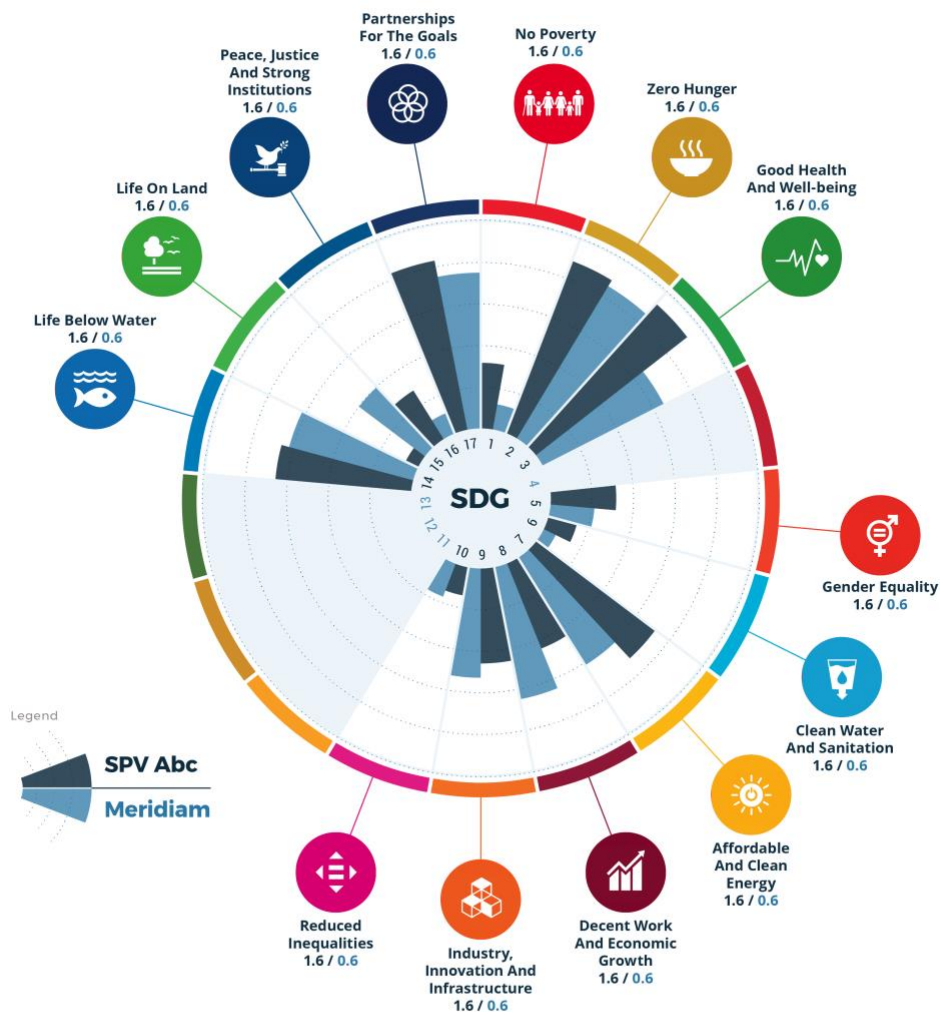 Partnerships
For The Goals
1.6 / 0.6
No Poverty
1.6 / 0.6
Peace, Justice
And Strong
Institutions
1.6 / 0.6
Zero Hunger
1.6 / 0.6
Good Health
And Well-being
1.6 / 0.6
Life On Land
1.6 / 0.6
Life Below Water
1.6 / 0.6
SDG
1
2
3
4
5
6
7
8
9
10
11
12
13
14
15
16
17
Gender Equality
1.6 / 0.6
Clean Water
And Sanitation
1.6 / 0.6
Affordable
And Clean
Energy
1.6 / 0.6
Decent Work
And Economic
Growth
1.6 / 0.6
Industry,
Innovation And
Infrastructure
1.6 / 0.6
Reduced
Inequalities
1.6 / 0.6
Legend
SPV Abc
Meridiam